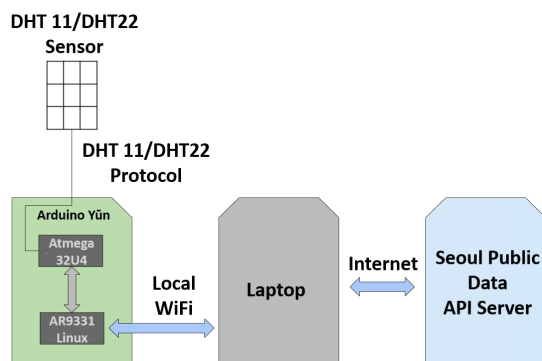 DHT 11/DHT22
Sensor
DHT 11/DHT22
Protocol
Arduino Yŭn
Atmega
32U4
AR9331
Linux
Local
WiFi
Laptop
Internet
Seoul Public
Data
API Server